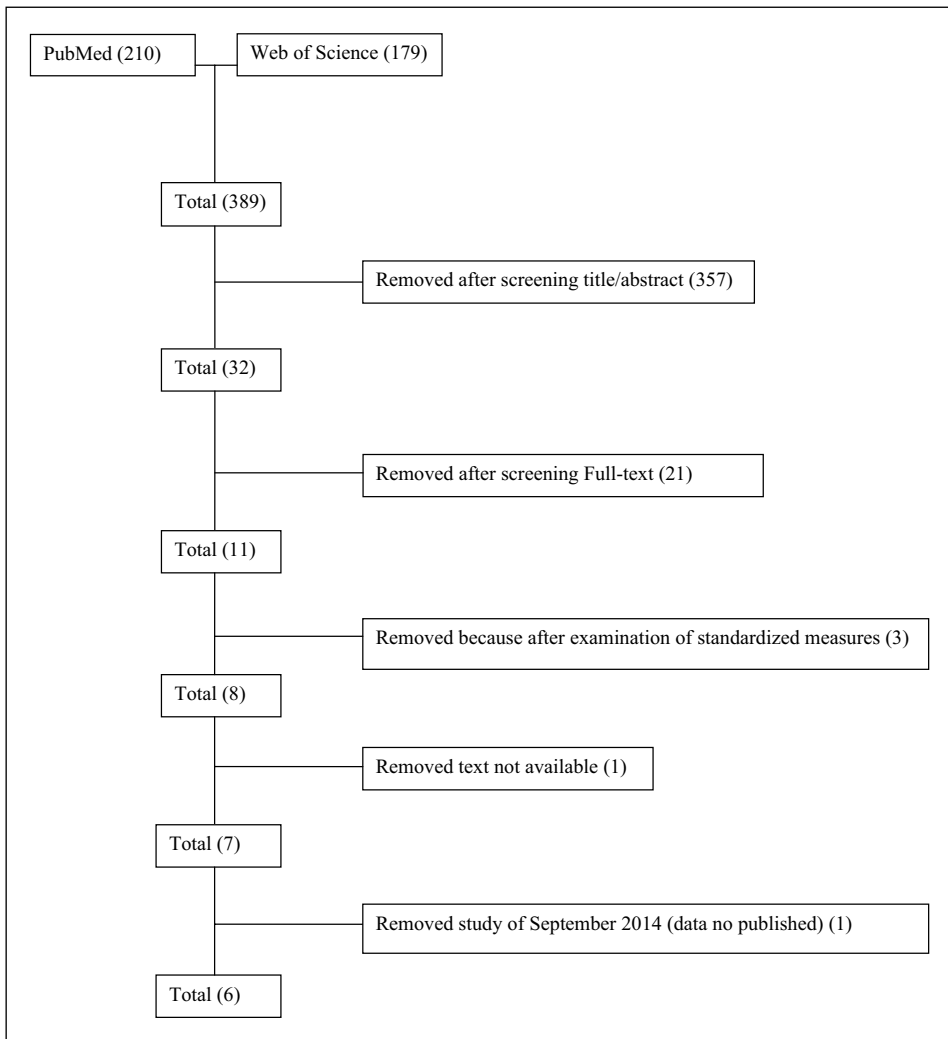 PubMed (210)
Web of Science (179)
Total (389)
Removed after screening title/abstract (357)
Total (32)
Removed after screening Full-text (21)
Total (11)
Removed because after examination of standardized measures (3)
Total (8)
Removed text not available (1)
Total (7)
Removed study of September 2014 (data no published) (1)
Total (6)